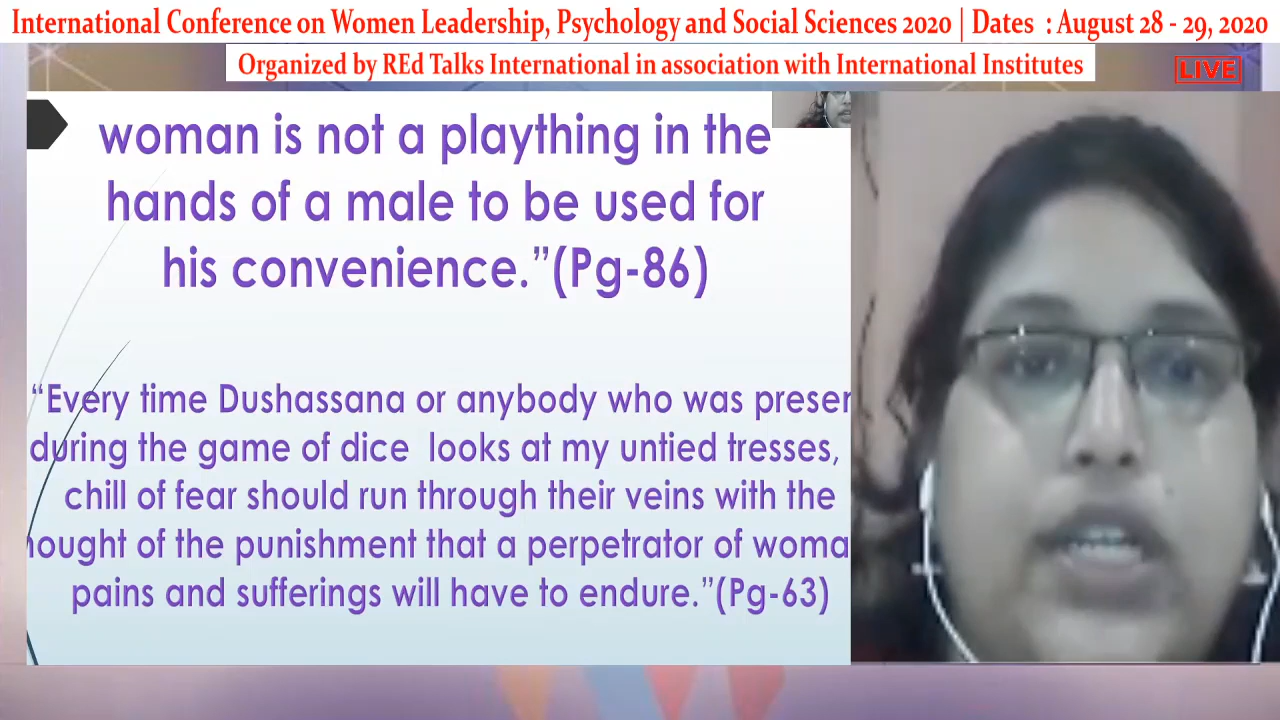 International Conference on Women Leadership, Psychology and Social Sciences 2020 | Dates : August 28 - 29, 2020
Organized by REd Talks International in association with International Institutes
LIVE
woman is not a plaything in the
hands of a male to be used for
his convenience.”(Pg-86)
“Every time Dushassana or anybody who was presen
during the game of dice looks at my untied tresses,
chill of fear should run through their veins with the
hought of the punishment that a perpetrator of woma
pains and sufferings will have to endure.”(Pg-63)